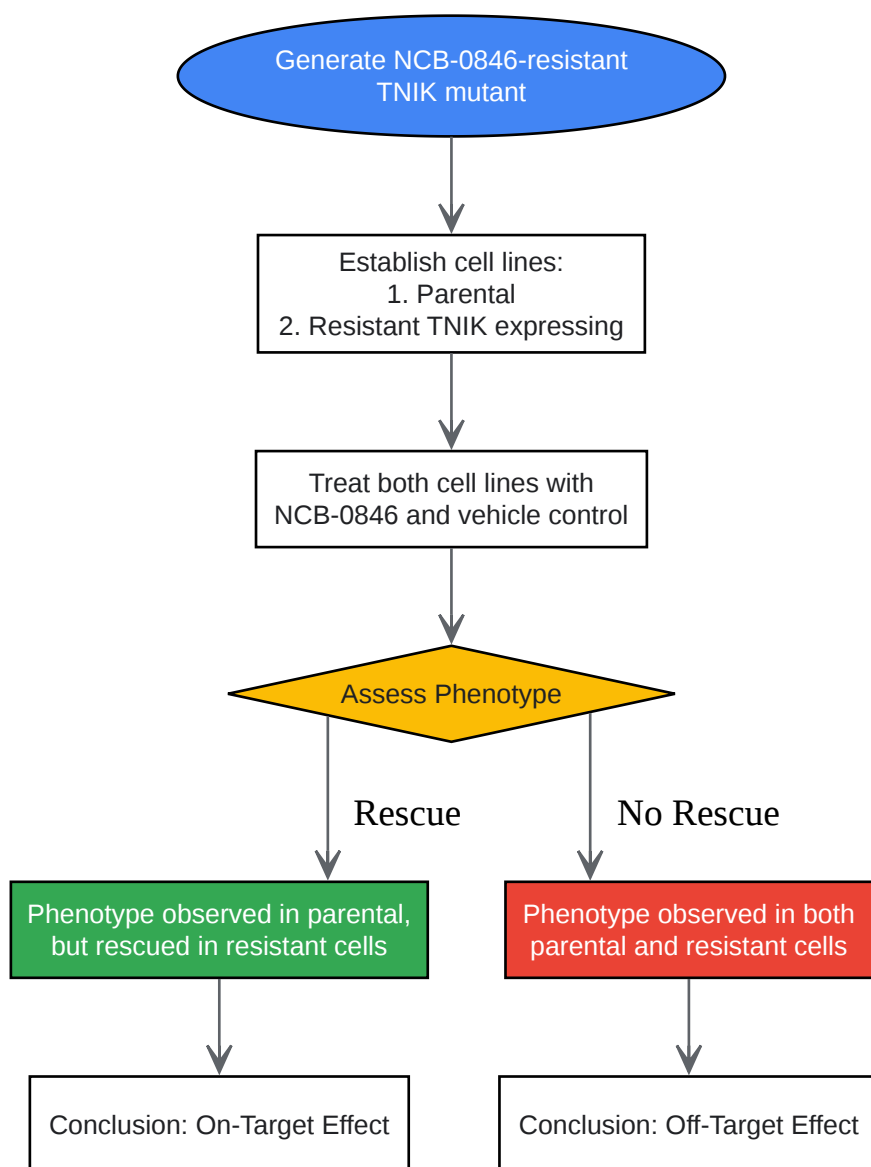 Generate NCB-0846-resistant
TNIK mutant
Establish cell lines:
1. Parental
2. Resistant TNIK expressing
Treat both cell lines with
NCB-0846 and vehicle control
Assess Phenotype
Rescue
No Rescue
Phenotype observed in parental,
but rescued in resistant cells
Phenotype observed in both
parental and resistant cells
Conclusion: On-Target Effect
Conclusion: Off-Target Effect